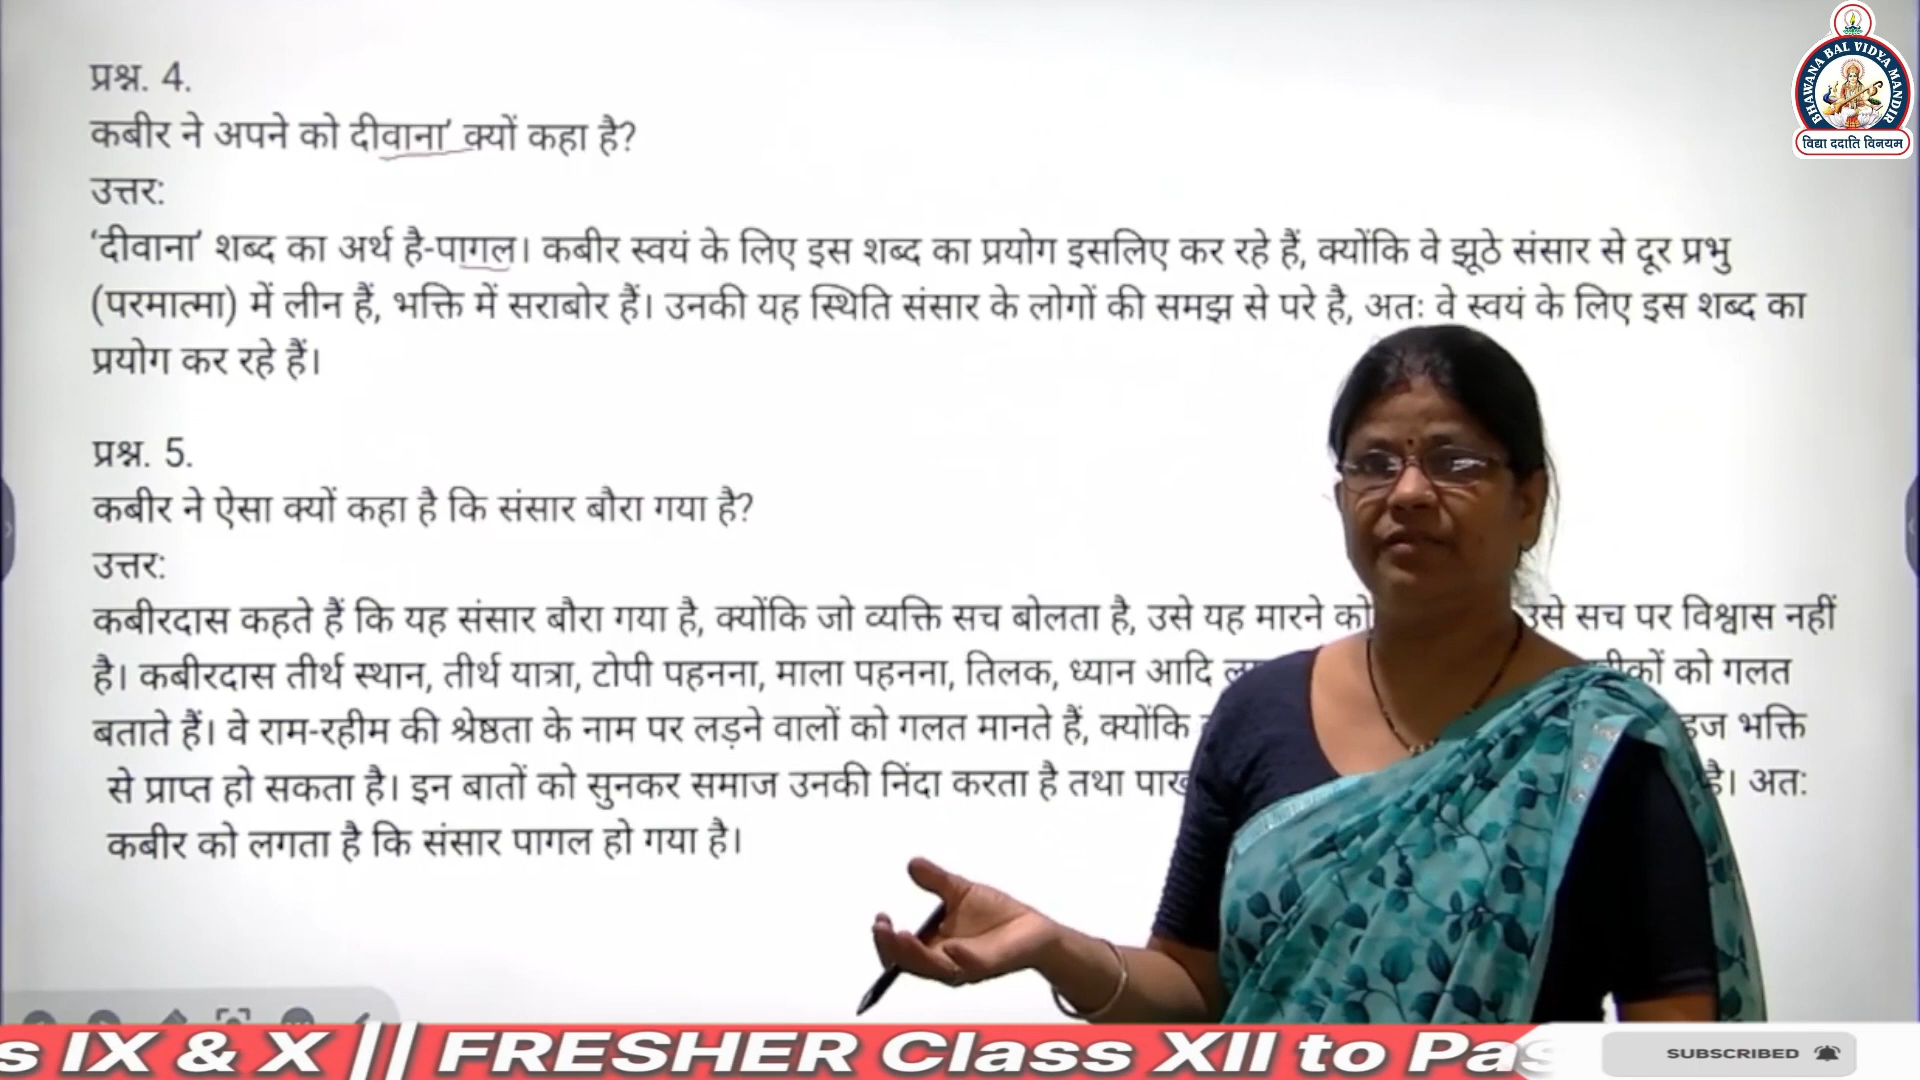 प्रश्न. 4.
कबीर ने अपने को दीवाना’ क्यों कहा है?
उत्तर:
‘दीवाना’ शब्द का अर्थ है-पागल। कबीर स्वयं के लिए इस शब्द का प्रयोग इसलिए कर रहे हैं, क्योंकि वे झूठे संसार से दूर प्रभु
(परमात्मा) में लीन हैं, भक्ति में सराबोर हैं। उनकी यह स्थिति संसार के लोगों की समझ से परे है, अतः वे स्वयं के लिए इस शब्द का
प्रयोग कर रहे हैं।
प्रश्न. 5.
कबीर ने ऐसा क्यों कहा है कि संसार बौरा गया है?
उत्तर:
कबीरदास कहते हैं कि यह संसार बौरा गया है, क्योंकि जो व्यक्ति सच बोलता है, उसे यह मारने को उसे सच पर विश्वास नहीं
है। कबीरदास तीर्थ स्थान, तीर्थ यात्रा, टोपी पहनना, माला पहनना, तिलक, ध्यान आदि को गलत
बताते हैं। वे राम-रहीम की श्रेष्ठता के नाम पर लड़ने वालों को गलत मानते हैं, क्योंकि भक्ति
से प्राप्त हो सकता है। इन बातों को सुनकर समाज उनकी निंदा करता है तथा है। अतः
कबीर को लगता है कि संसार पागल हो गया है।
BHAWANA BAL VIDYA MANDIR
विद्या ददाति विनयम
s IX & X || FRESHER Class XII to Pas
SUBSCRIBED